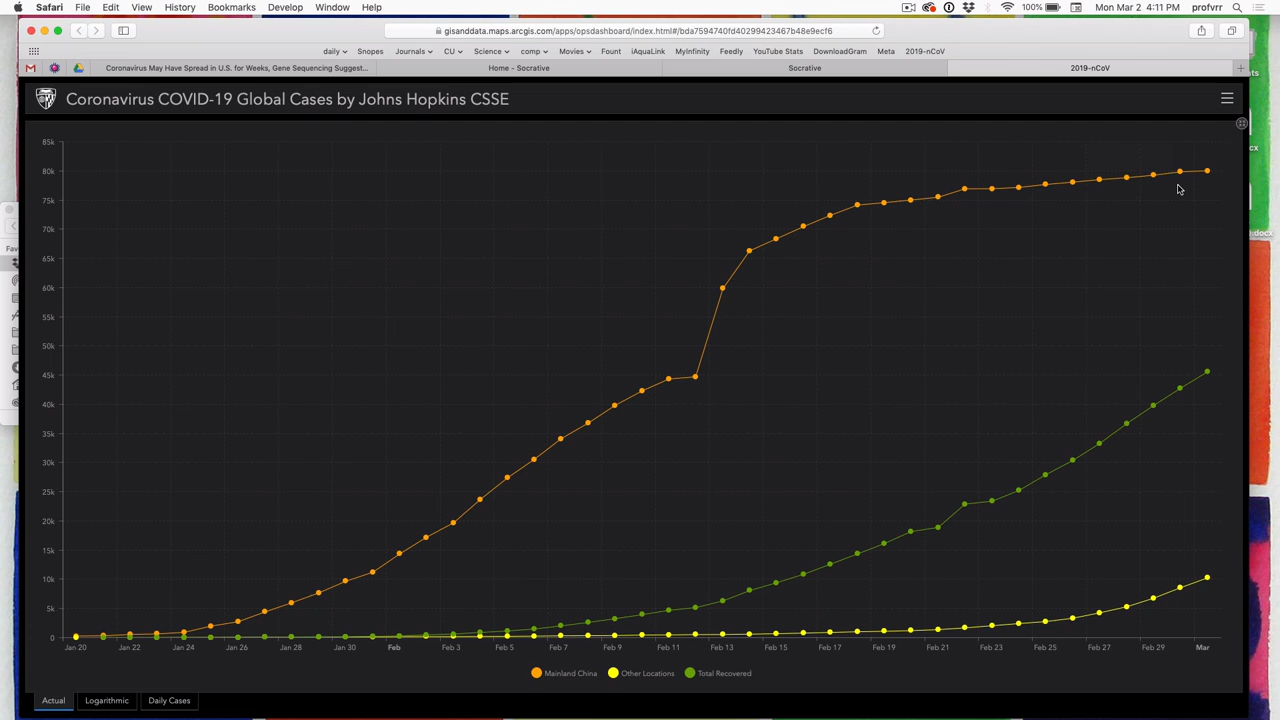 Safari File Edit View History Bookmarks Develop Window Help 100% Mon Mar 2 4:11 PM profvrr
gisanddata.maps.arcgis.com/apps/opsdashboard/index.html#/bda7594740fd40299423467b48e9ecf6
daily Snopes Journals CU Science comp Movies Fount iAquaLink MyInfinity Feedly YouTube Stats DownloadGram Meta 2019-nCoV
Coronavirus May Have Spread in U.S. for Weeks, Gene Sequencing Suggest... Home - Socrative Socrative 2019-nCoV
Coronavirus COVID-19 Global Cases by Johns Hopkins CSSE
85k
80k
75k
70k
65k
60k
55k
50k
45k
40k
35k
30k
25k
20k
15k
10k
5k
0
Jan 20 Jan 22 Jan 24 Jan 26 Jan 28 Jan 30 Feb Feb 3 Feb 5 Feb 7 Feb 9 Feb 11 Feb 13 Feb 15 Feb 17 Feb 19 Feb 21 Feb 23 Feb 25 Feb 27 Feb 29 Mar
Mainland China Other Locations Total Recovered
Actual Logarithmic Daily Cases